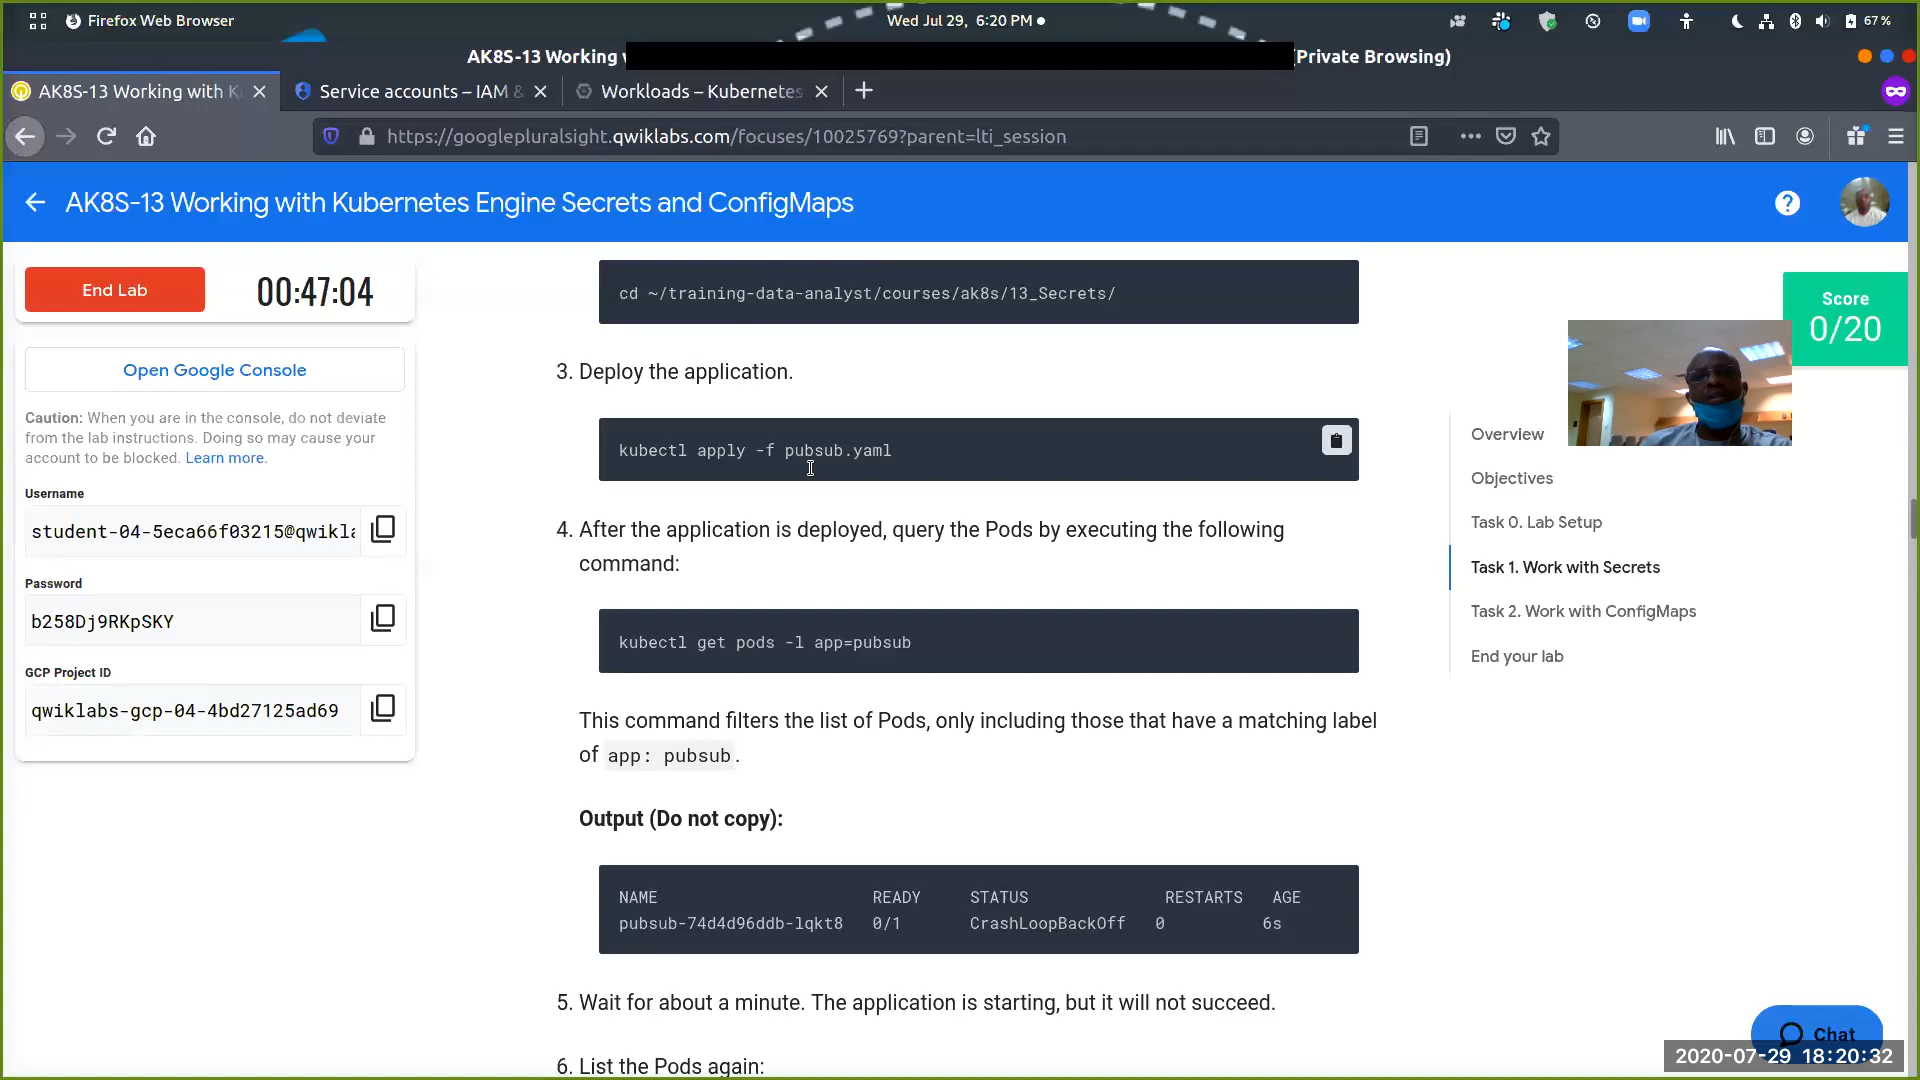 Firefox Web Browser
Wed Jul 29, 6:20 PM
67 %
AK8S-13 Working
(Private Browsing)
AK8S-13 Working with K
Service accounts – IAM &
Workloads – Kubernetes
https://googlepluralsight.qwiklabs.com/focuses/10025769?parent=lti_session
AK8S-13 Working with Kubernetes Engine Secrets and ConfigMaps
End Lab
00:47:04
Open Google Console
Caution: When you are in the console, do not deviate
from the lab instructions. Doing so may cause your
account to be blocked. Learn more.
Username
student-04-5eca66f03215@qwikla
Password
b258Dj9RKpSKY
GCP Project ID
qwiklabs-gcp-04-4bd27125ad69
cd ~/training-data-analyst/courses/ak8s/13_Secrets/
3. Deploy the application.
kubectl apply -f pubsub.yaml
4. After the application is deployed, query the Pods by executing the following
command:
kubectl get pods -l app=pubsub
This command filters the list of Pods, only including those that have a matching label
of app: pubsub.
Output (Do not copy):
NAME READY STATUS RESTARTS AGE
pubsub-74d4d96ddb-lqkt8 0/1 CrashLoopBackOff 0 6s
5. Wait for about a minute. The application is starting, but it will not succeed.
6. List the Pods again:
Score
0/20
Overview
Objectives
Task 0. Lab Setup
Task 1. Work with Secrets
Task 2. Work with ConfigMaps
End your lab
Chat
2020-07-29 18:20:32